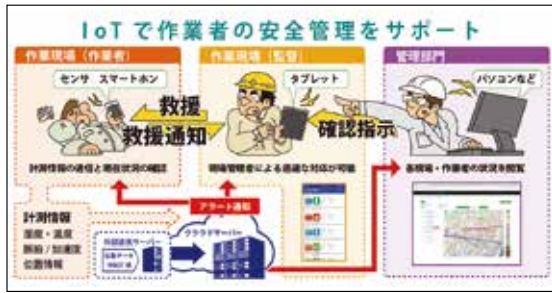 IoTで作業者の安全管理をサポート
作業現場（作業者）
センサ スマートホン
計測情報の送信と現在状況の確認
作業現場（監督）
タブレット
救援
救援通知
現場管理者による迅速な対応が可能
管理部門
パソコンなど
確認指示
各現場・作業者の状況を閲覧
アラート通知
計測情報
湿度・温度
脈拍／加速度
位置情報
クラウドサーバー